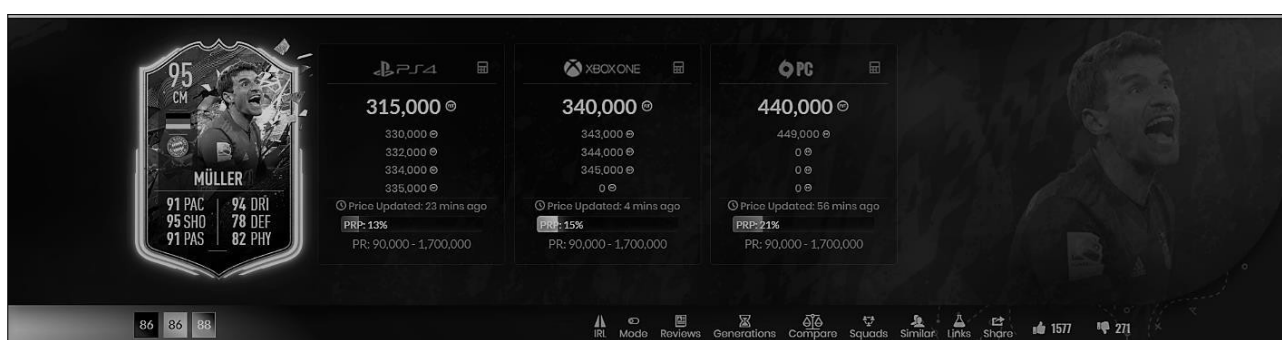 95
CM
MÜLLER
91 PAC 94 DRI
95 SHO 78 DEF
91 PAS 82 PHY
PS4
315,000
330,000
332,000
334,000
335,000
Price Updated: 23 mins ago
PRP: 13%
PR: 90,000 - 1,700,000
XBOX ONE
340,000
343,000
344,000
345,000
0
Price Updated: 4 mins ago
PRP: 15%
PR: 90,000 - 1,700,000
PC
440,000
449,000
0
0
0
Price Updated: 56 mins ago
PRP: 21%
PR: 90,000 - 1,700,000
86 86 88
IRL Mode Reviews Generations Compare Squads Similar Links Share 1577 271